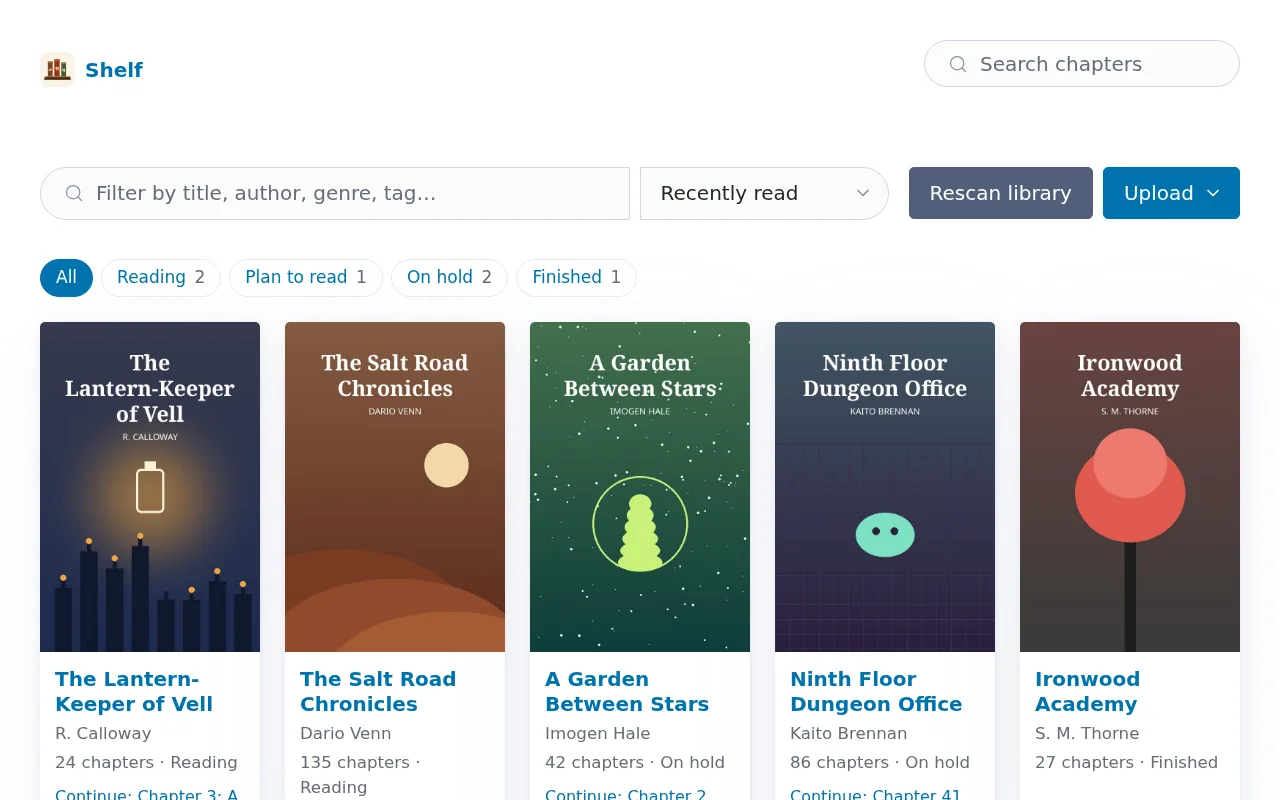 Shelf
Search chapters
Filter by title, author, genre, tag...
Recently read
Rescan library
Upload
All
Reading 2
Plan to read 1
On hold 2
Finished 1
The
Lantern-Keeper
of Vell
R. CALLOWAY
The Salt Road
Chronicles
DARIO VENN
A Garden
Between Stars
IMOGEN HALE
Ninth Floor
Dungeon Office
KAITO BRENNAN
Ironwood
Academy
S. M. THORNE
The Lantern-
Keeper of Vell
R. Calloway
24 chapters · Reading
Continue: Chapter 3: A
The Salt Road
Chronicles
Dario Venn
135 chapters ·
Reading
A Garden
Between Stars
Imogen Hale
42 chapters · On hold
Continue: Chapter 2
Ninth Floor
Dungeon Office
Kaito Brennan
86 chapters · On hold
Continue: Chapter 41
Ironwood
Academy
S. M. Thorne
27 chapters · Finished